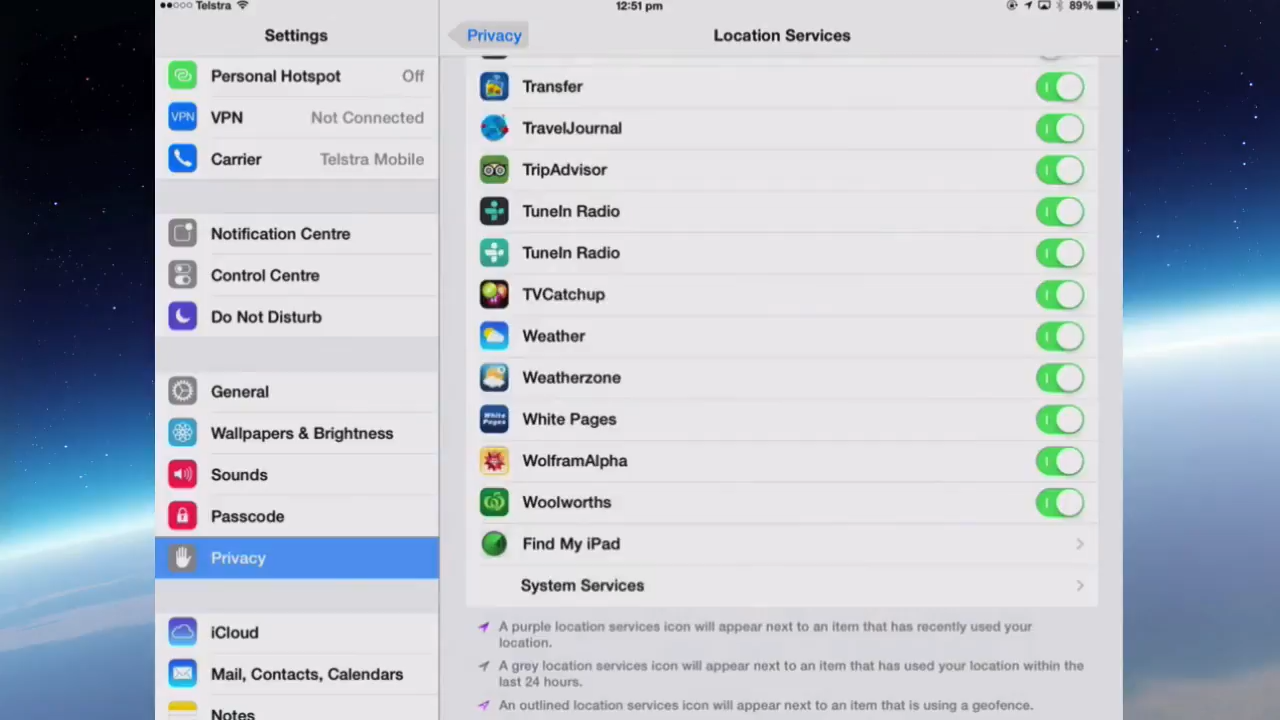 Telstra
12:51 pm
89%
Settings
Privacy
Location Services
Personal Hotspot Off
VPN VPN Not Connected
Carrier Telstra Mobile
Notification Centre
Control Centre
Do Not Disturb
General
Wallpapers & Brightness
Sounds
Passcode
Privacy
iCloud
Mail, Contacts, Calendars
Notes
Transfer
TravelJournal
TripAdvisor
TuneIn Radio
TuneIn Radio
TVCatchup
Weather
Weatherzone
White
Pages
White Pages
WolframAlpha
Woolworths
Find My iPad
System Services
A purple location services icon will appear next to an item that has recently used your
location.
A grey location services icon will appear next to an item that has used your location within the
last 24 hours.
An outlined location services icon will appear next to an item that is using a geofence.